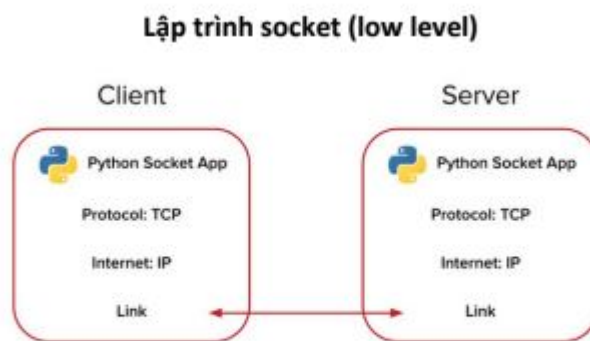 Lập trình socket (low level)
Client
Server
Python Socket App
Protocol: TCP
Internet: IP
Link
Python Socket App
Protocol: TCP
Internet: IP
Link